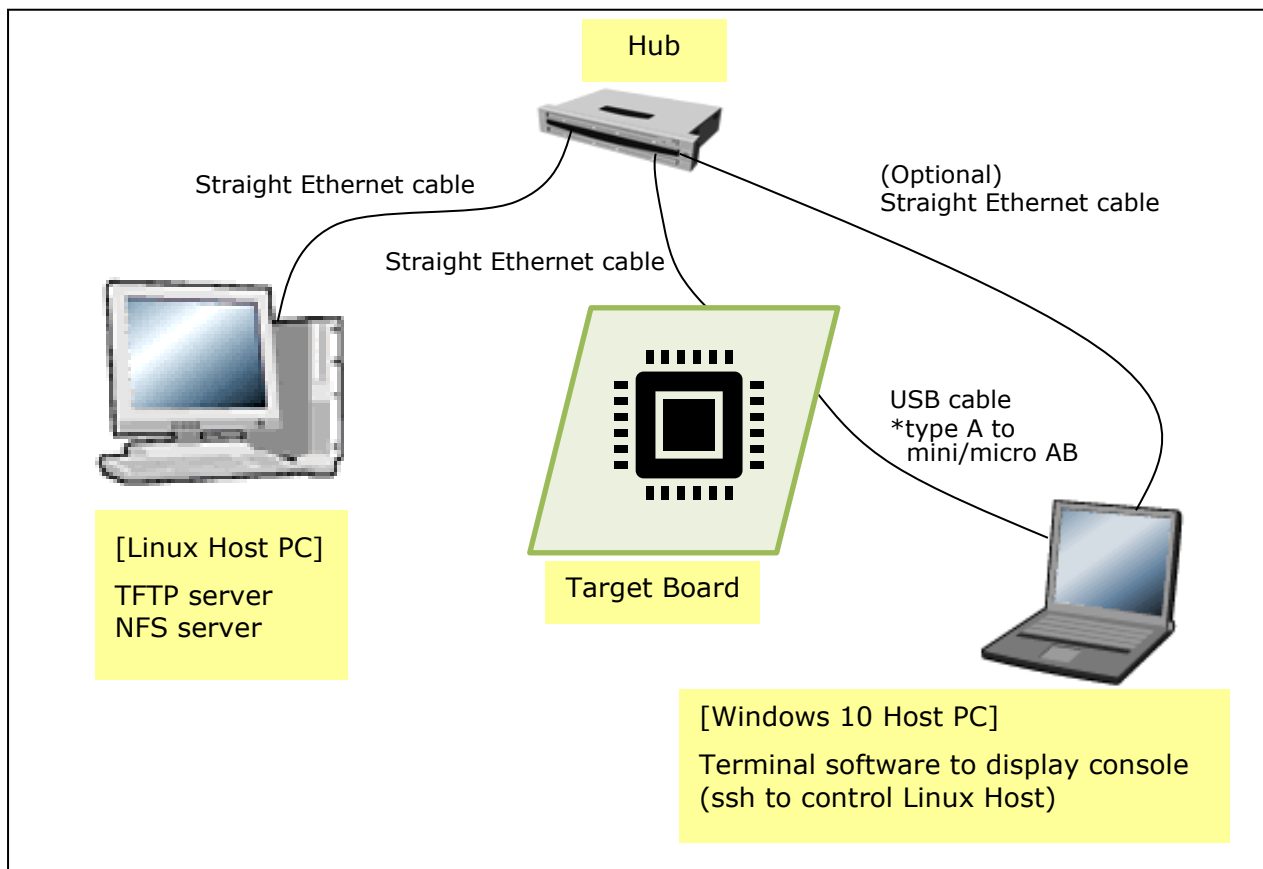 Hub
Straight Ethernet cable
(Optional)
Straight Ethernet cable
Straight Ethernet cable
USB cable
*type A to
mini/micro AB
[Linux Host PC]
TFTP server
NFS server
Target Board
[Windows 10 Host PC]
Terminal software to display console
(ssh to control Linux Host)